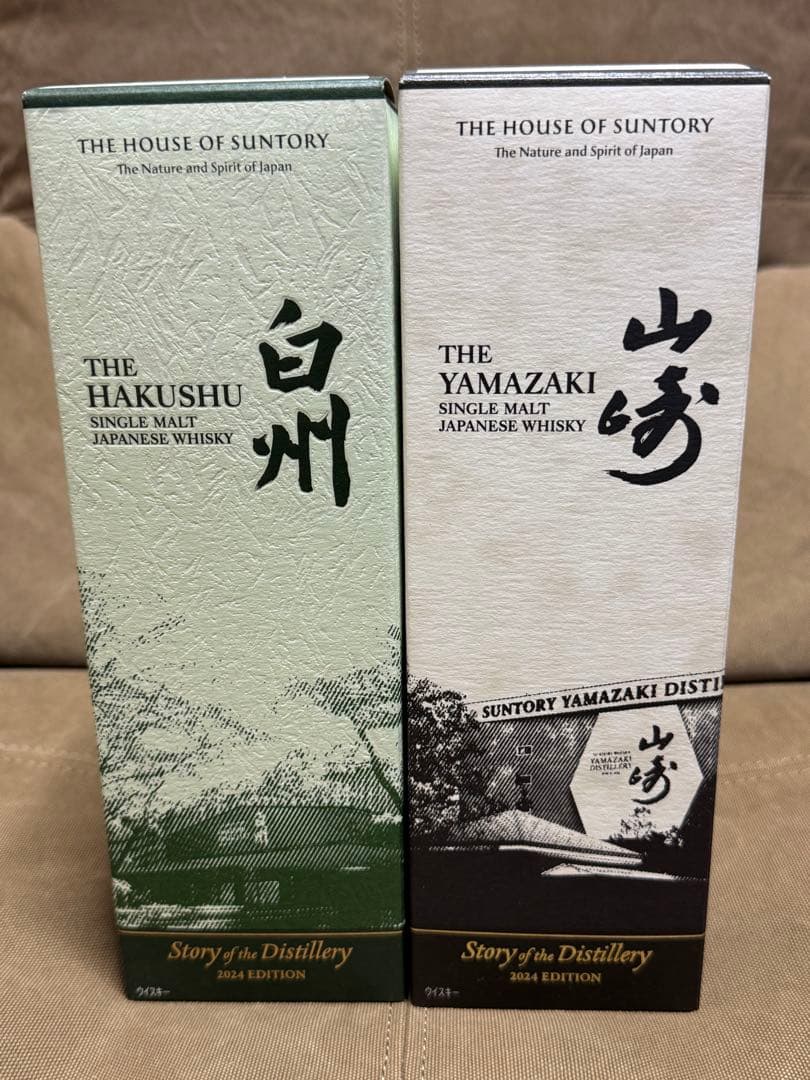 THE HOUSE OF SUNTORY
The Nature and Spirit of Japan
THE
HAKUSHU
SINGLE MALT
JAPANESE WHISKY
白州
Story of the Distillery
2024 EDITION
ウイスキー
THE HOUSE OF SUNTORY
The Nature and Spirit of Japan
THE
YAMAZAKI
SINGLE MALT
JAPANESE WHISKY
山崎
SUNTORY YAMAZAKI DISTI
YAMAZAKI
DISTILLERY
山崎
Story of the Distillery
2024 EDITION
ウイスキー